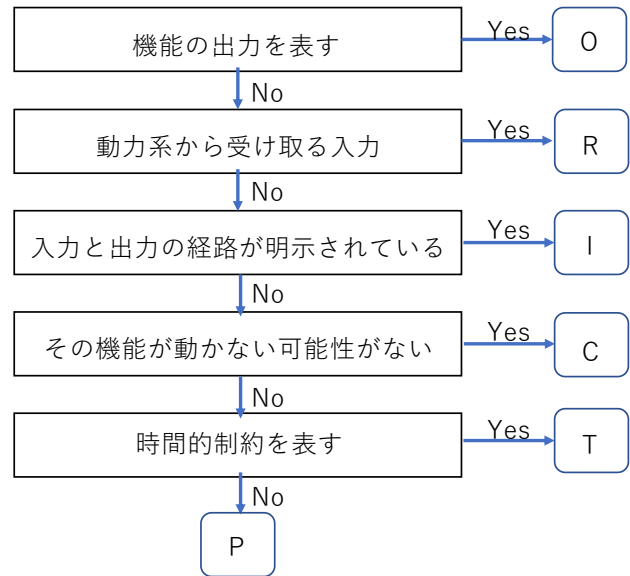 機能の出力を表す
Yes
O
No
動力系から受け取る入力
Yes
R
No
入力と出力の経路が明示されている
Yes
I
No
その機能が動かない可能性がない
Yes
C
No
時間的制約を表す
Yes
T
No
P